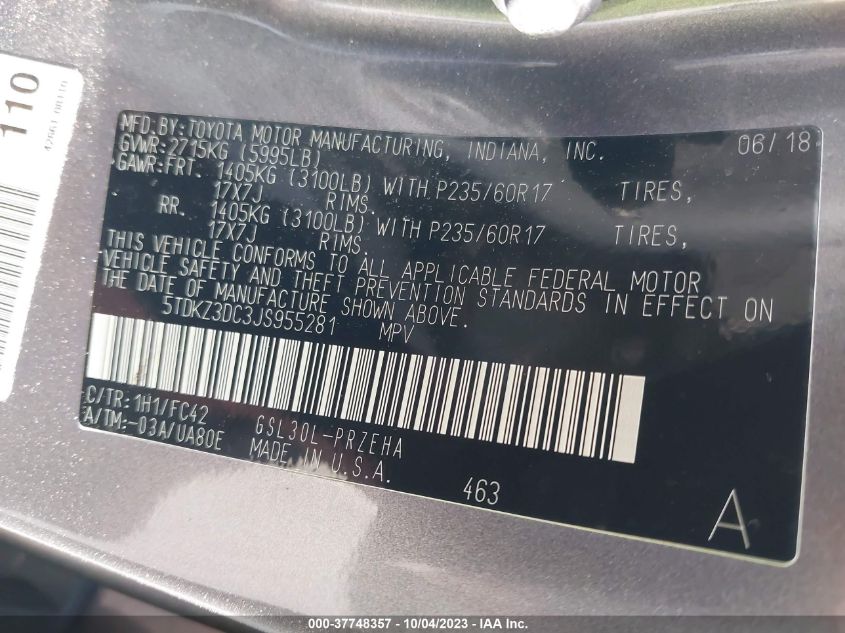 110
42861 08110
MFD. BY: TOYOTA MOTOR MANUFACTURING, INDIANA, INC. 06/18
GVWR: 2715KG (5995LB)
GAWR: FRT. 1405KG (3100LB) WITH P235/60R17 TIRES,
17X7J RIMS.
RR. 1405KG (3100LB) WITH P235/60R17 TIRES,
17X7J RIMS.
THIS VEHICLE CONFORMS TO ALL APPLICABLE FEDERAL MOTOR
VEHICLE SAFETY AND THEFT PREVENTION STANDARDS IN EFFECT ON
THE DATE OF MANUFACTURE SHOWN ABOVE.
5TDKZ3DC3JS955281 MPV
C/TR: 1H1/FC42
A/TM: -03A/UA80E
GSL30L-PRZEHA
MADE IN U.S.A.
463
A
000-37748357 - 10/04/2023 - IAA Inc.